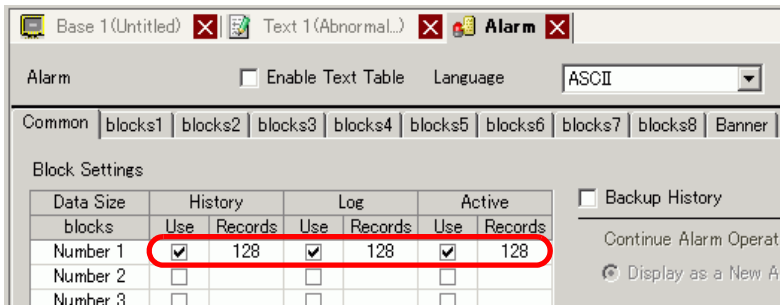 Base 1(Untitled) Text 1(Abnormal...) Alarm
Alarm Enable Text Table Language ASCII
Common blocks1 blocks2 blocks3 blocks4 blocks5 blocks6 blocks7 blocks8 Banner
Block Settings
Data Size History Log Active Backup History
blocks Use Records Use Records Use Records
Continue Alarm Operat
Number 1 128 128 128
Number 2 Display as a New A
Number 3